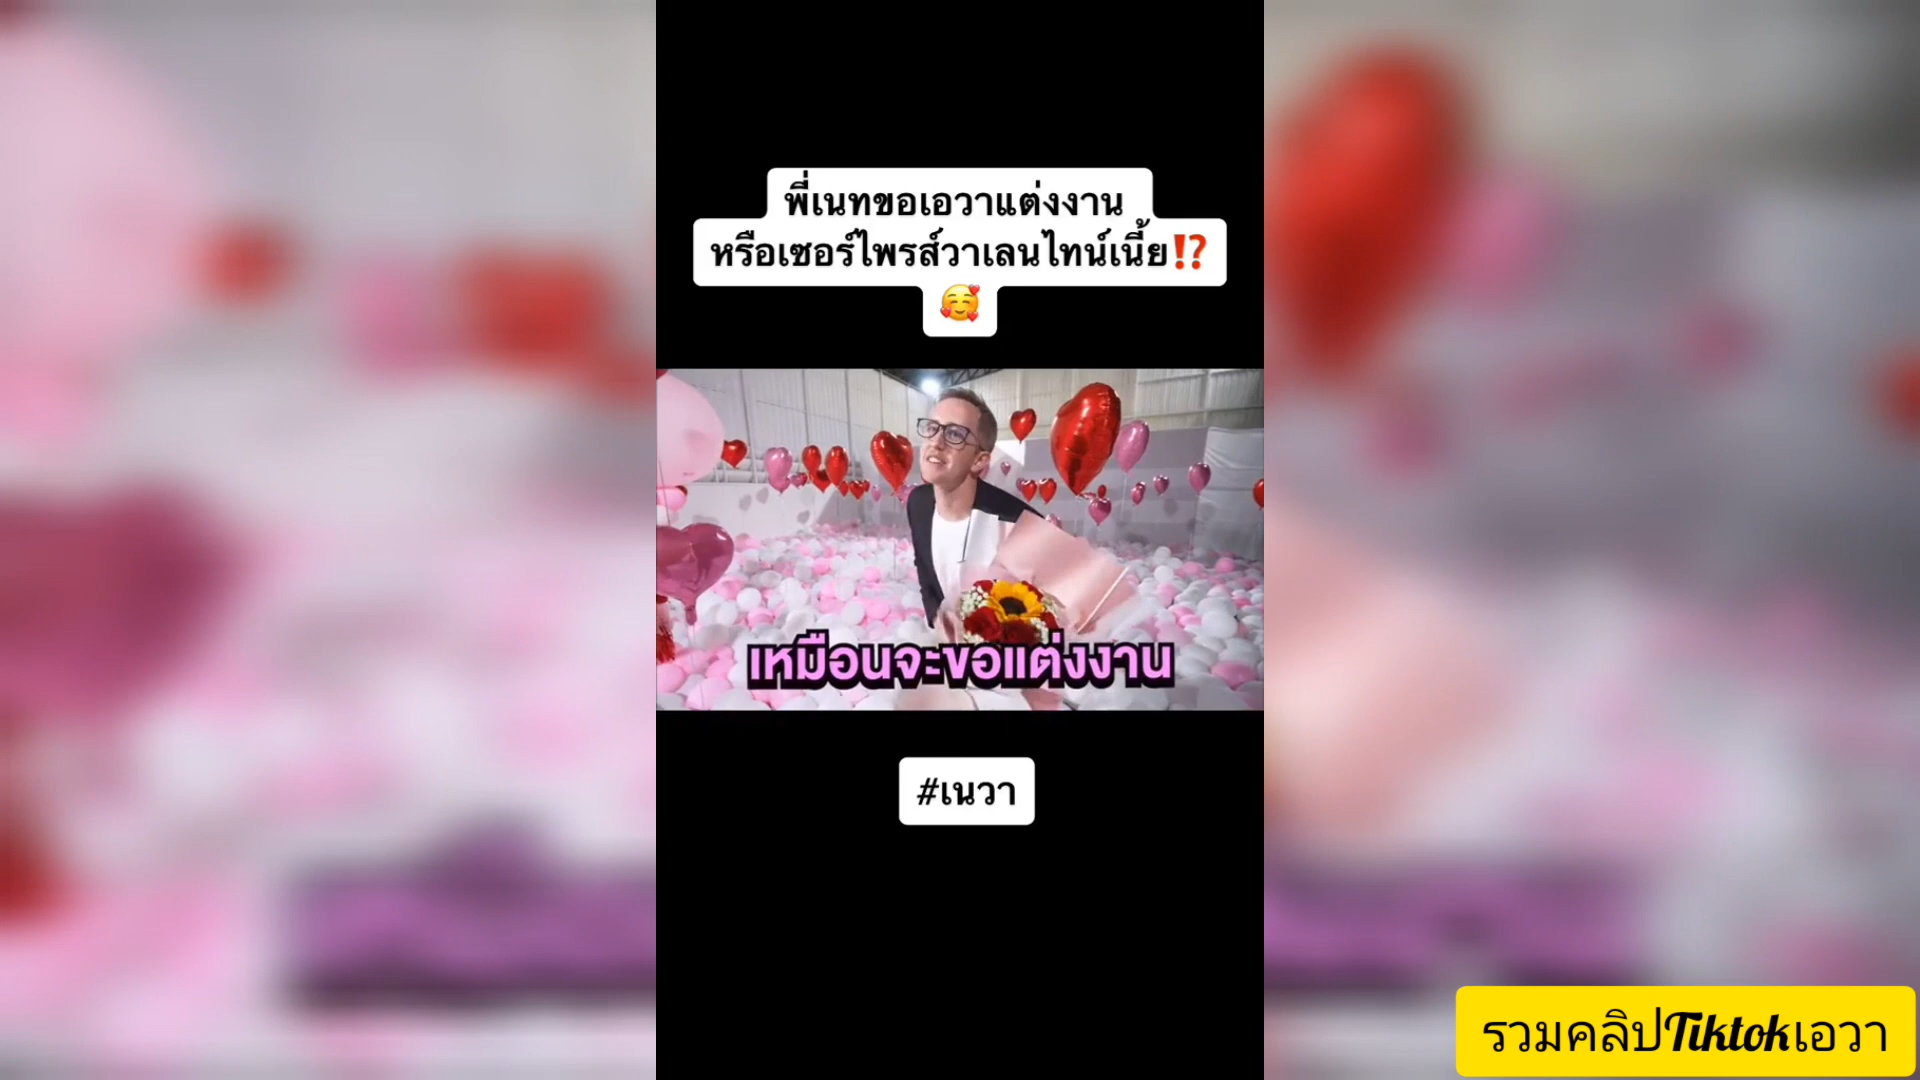 พี่เนทขอเอวาแต่งงาน
หรือเซอร์ไพรส์วาเลนไทน์เนี้ย⁉️
🥰
เหมือนจะขอแต่งงาน
#เนวา
รวมคลิปTiktokเอวา